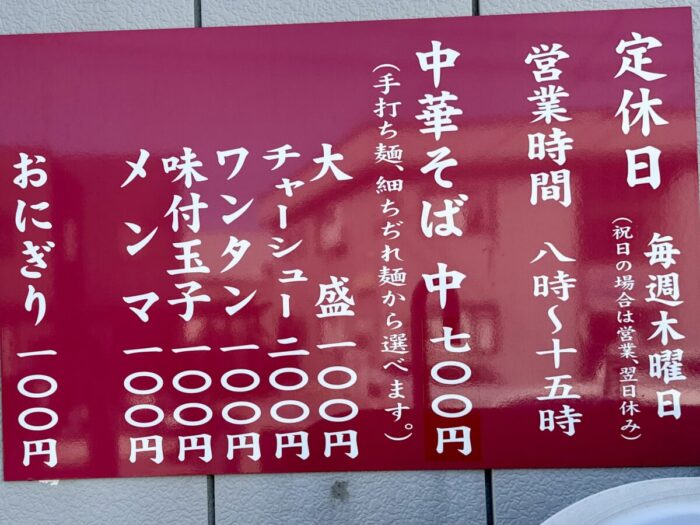 定休日 毎週木曜日
(祝日の場合は営業、翌日休み)
営業時間 八時〜十五時
中華そば 中 七〇〇円
(手打ち麺、細ちぢれ麺から選べます。)
大盛 一〇〇円
チャーシュー 二〇〇円
ワンタン 一〇〇円
味付玉子 一〇〇円
メンマ 一〇〇円
おにぎり 一〇〇円